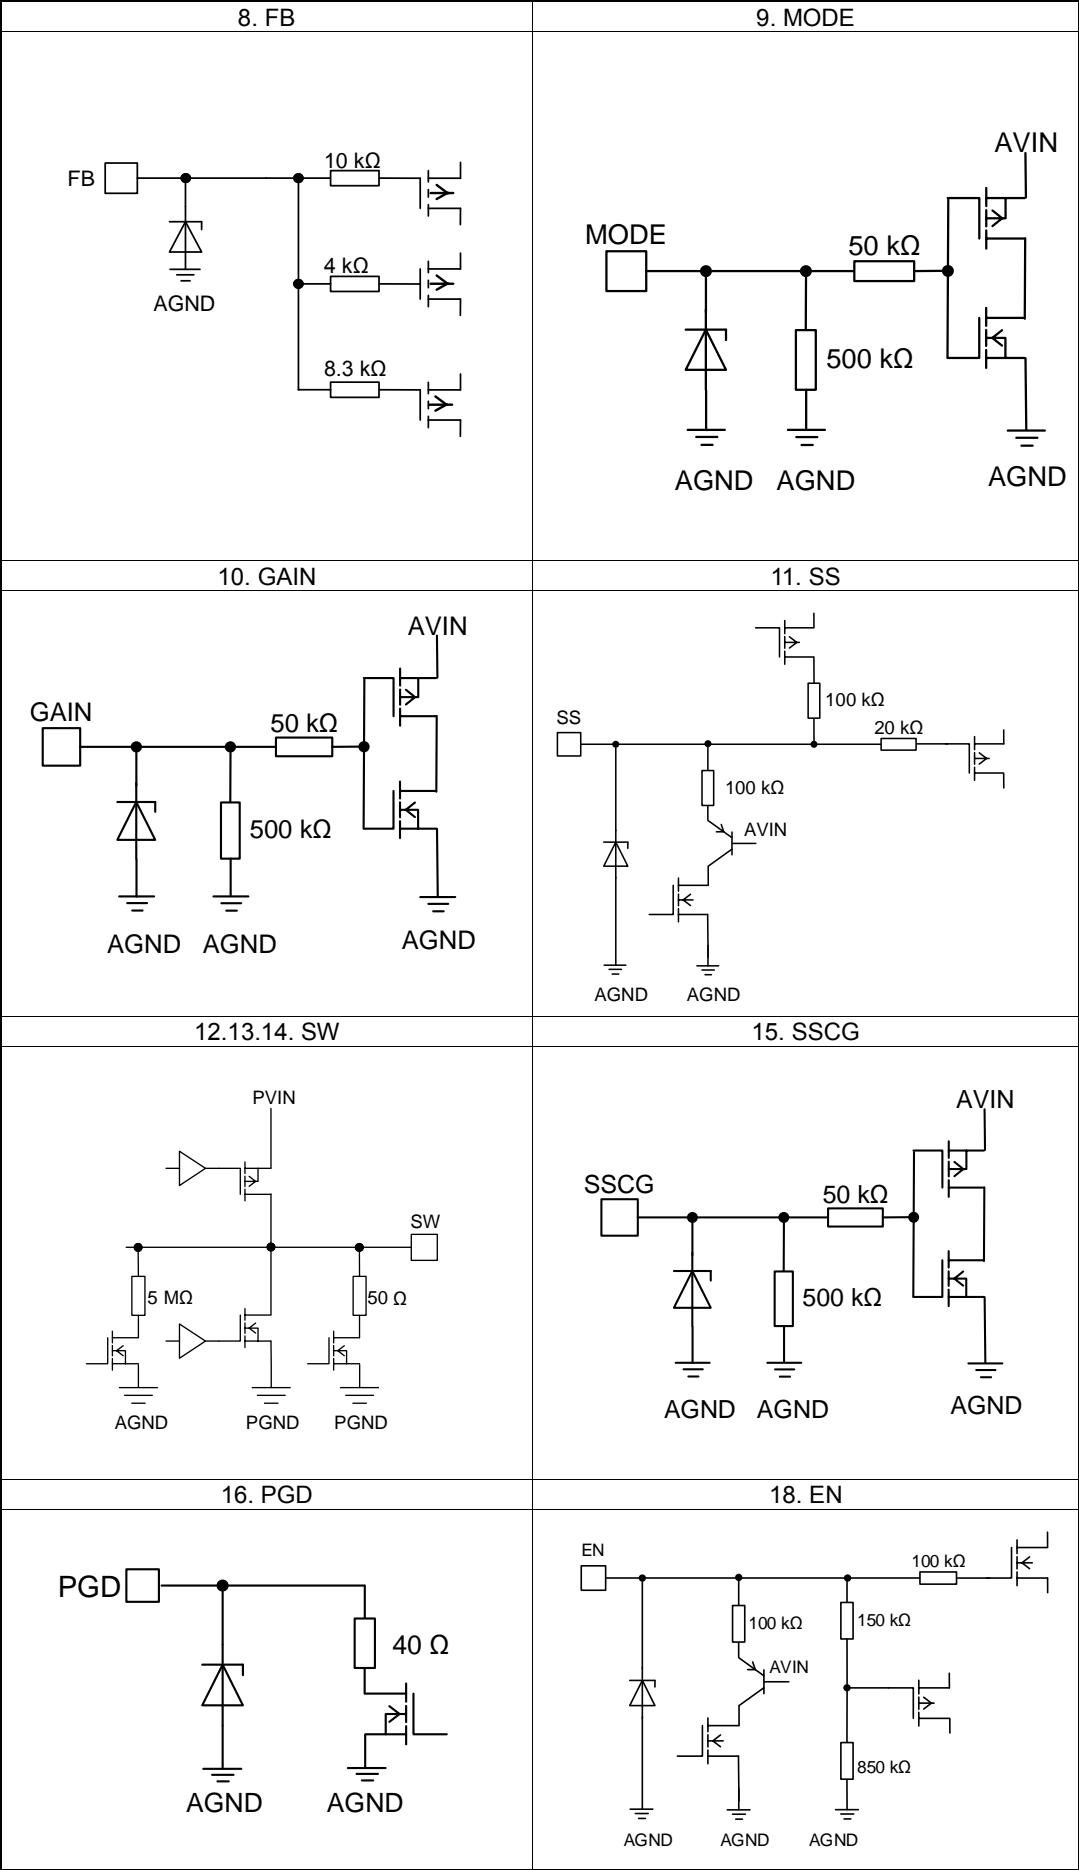 8. FB
9. MODE
FB
10 kΩ
4 kΩ
8.3 kΩ
AGND
AVIN
MODE
50 kΩ
500 kΩ
AGND
AGND
AGND
10. GAIN
11. SS
AVIN
GAIN
50 kΩ
500 kΩ
AGND
AGND
AGND
100 kΩ
SS
20 kΩ
100 kΩ
AVIN
AGND
AGND
12.13.14. SW
15. SSCG
PVIN
SW
5 MΩ
50 Ω
AGND
PGND
PGND
AVIN
SSCG
50 kΩ
500 kΩ
AGND
AGND
AGND
16. PGD
18. EN
PGD
40 Ω
AGND
AGND
EN
100 kΩ
100 kΩ
150 kΩ
AVIN
850 kΩ
AGND
AGND
AGND